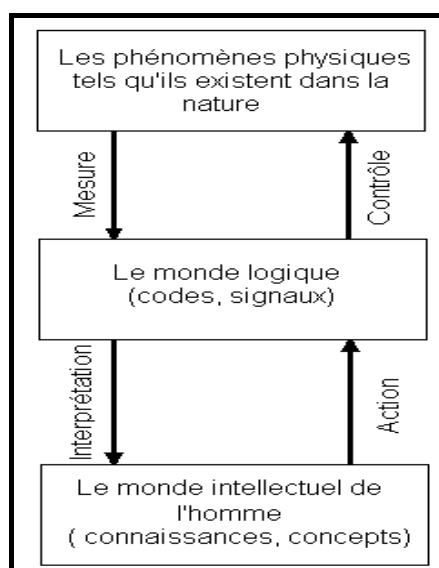 Les phénomènes physiques
tels qu'ils existent dans la
nature
Mesure
Contrôle
Le monde logique
(codes, signaux)
Interprétation
Action
Le monde intellectuel de
l'homme
( connaissances, concepts)